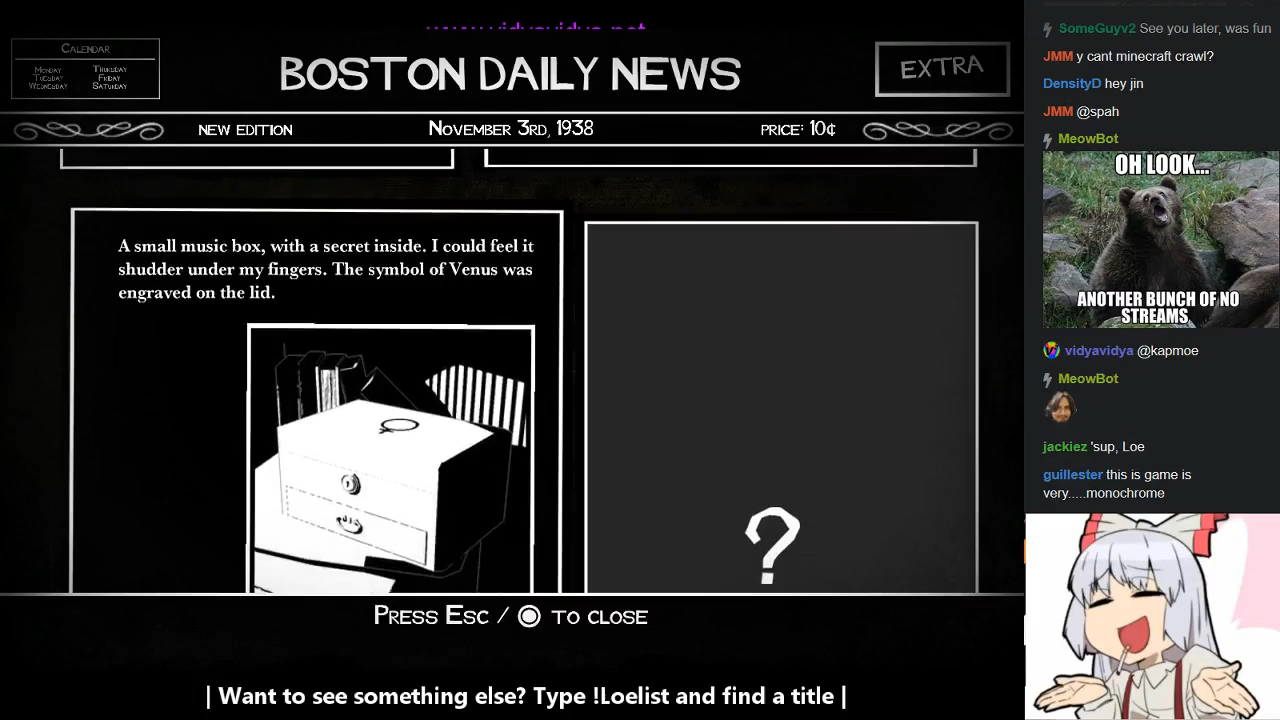 www.vidyavidya.net
CALENDAR
MONDAY THURSDAY
TUESDAY FRIDAY
WEDNESDAY SATURDAY
BOSTON DAILY NEWS
EXTRA
NEW EDITION
NOVEMBER 3RD, 1938
PRICE: 10¢
A small music box, with a secret inside. I could feel it
shudder under my fingers. The symbol of Venus was
engraved on the lid.
?
PRESS ESC / TO CLOSE
| Want to see something else? Type !Loelist and find a title |
SomeGuyv2 See you later, was fun
JMM y cant minecraft crawl?
DensityD hey jin
JMM @spah
MeowBot
OH LOOK...
ANOTHER BUNCH OF NO
STREAMS
vidyavidya @kapmoe
MeowBot
jackiez 'sup, Loe
guillester this is game is
very.....monochrome